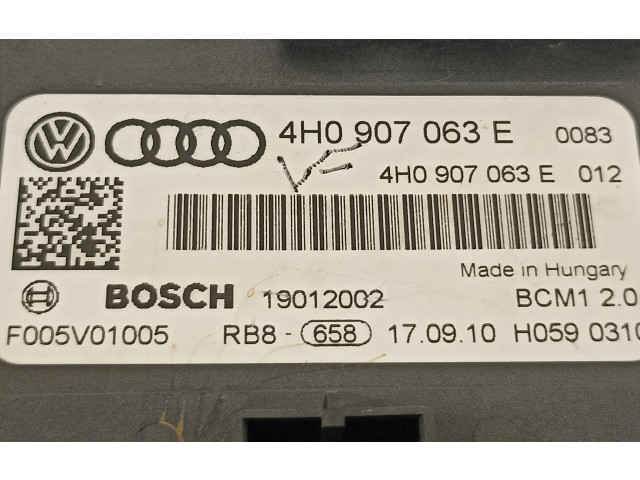 4H0 907 063 E 0083
4H0 907 063 E 012
Made in Hungary
BOSCH 19012002 BCM1 2.0
F005V01005 RB8 - 658 17.09.10 H059 0310